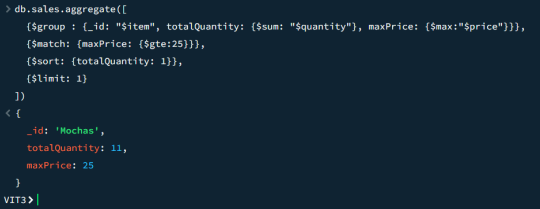 > db.sales.aggregate([
{$group : {_id: "$item", totalQuantity: {$sum: "$quantity"}, maxPrice: {$max:"$price"}}},
{$match: {maxPrice: {$gte:25}}},
{$sort: {totalQuantity: 1}},
{$limit: 1}
])
< {
_id: 'Mochas',
totalQuantity: 11,
maxPrice: 25
}
VIT3>